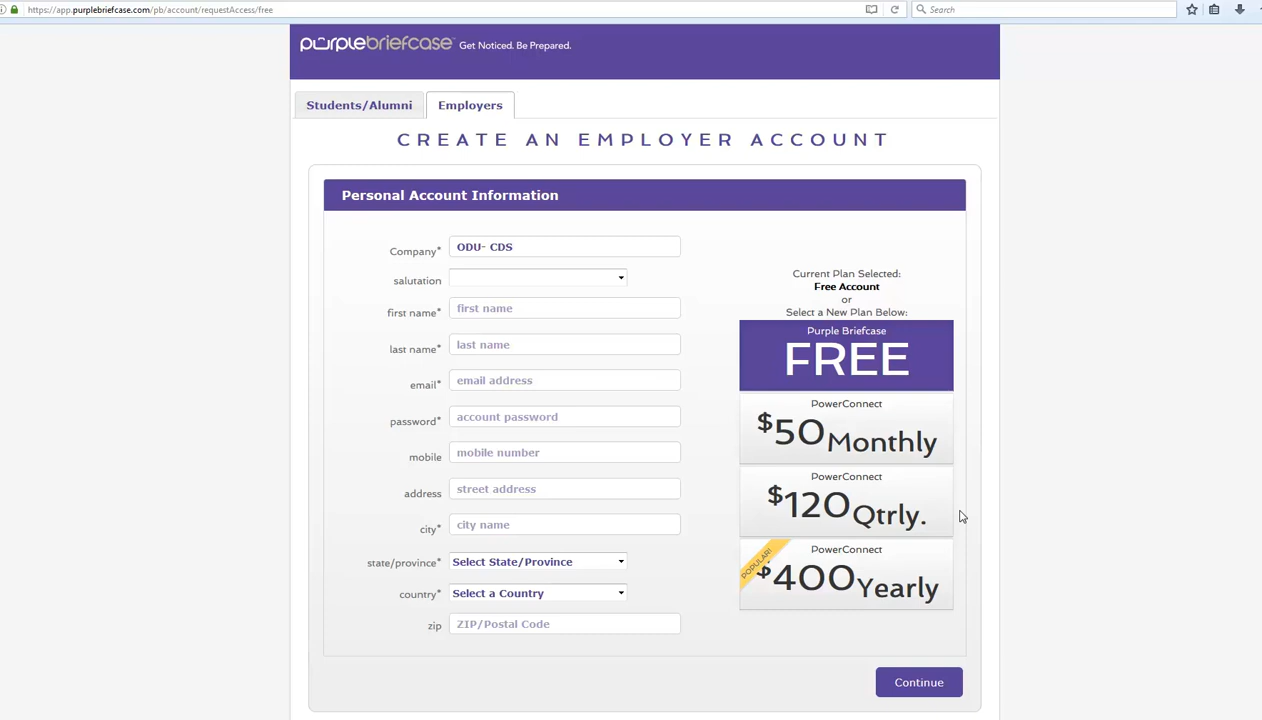 https://app.purplebriefcase.com/pb/account/requestAccess/free
Search
purplebriefcase™ Get Noticed. Be Prepared.
Students/Alumni
Employers
CREATE AN EMPLOYER ACCOUNT
Personal Account Information
Company* ODU- CDS
salutation
first name* first name
last name* last name
email* email address
password* account password
mobile mobile number
address street address
city* city name
state/province* Select State/Province
country* Select a Country
zip ZIP/Postal Code
Current Plan Selected:
Free Account
or
Select a New Plan Below:
Purple Briefcase
FREE
PowerConnect
$50 Monthly
PowerConnect
$120 Qtrly.
POPULAR!
PowerConnect
$400 Yearly
Continue